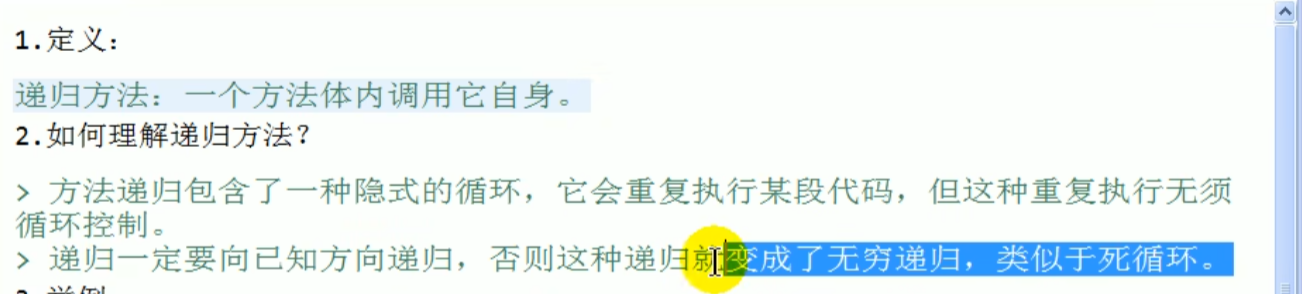 1.定义：
递归方法：一个方法体内调用它自身。
2.如何理解递归方法？
> 方法递归包含了一种隐式的循环，它会重复执行某段代码，但这种重复执行无须
循环控制。
> 递归一定要向已知方向递归，否则这种递归就变成了无穷递归，类似于死循环。